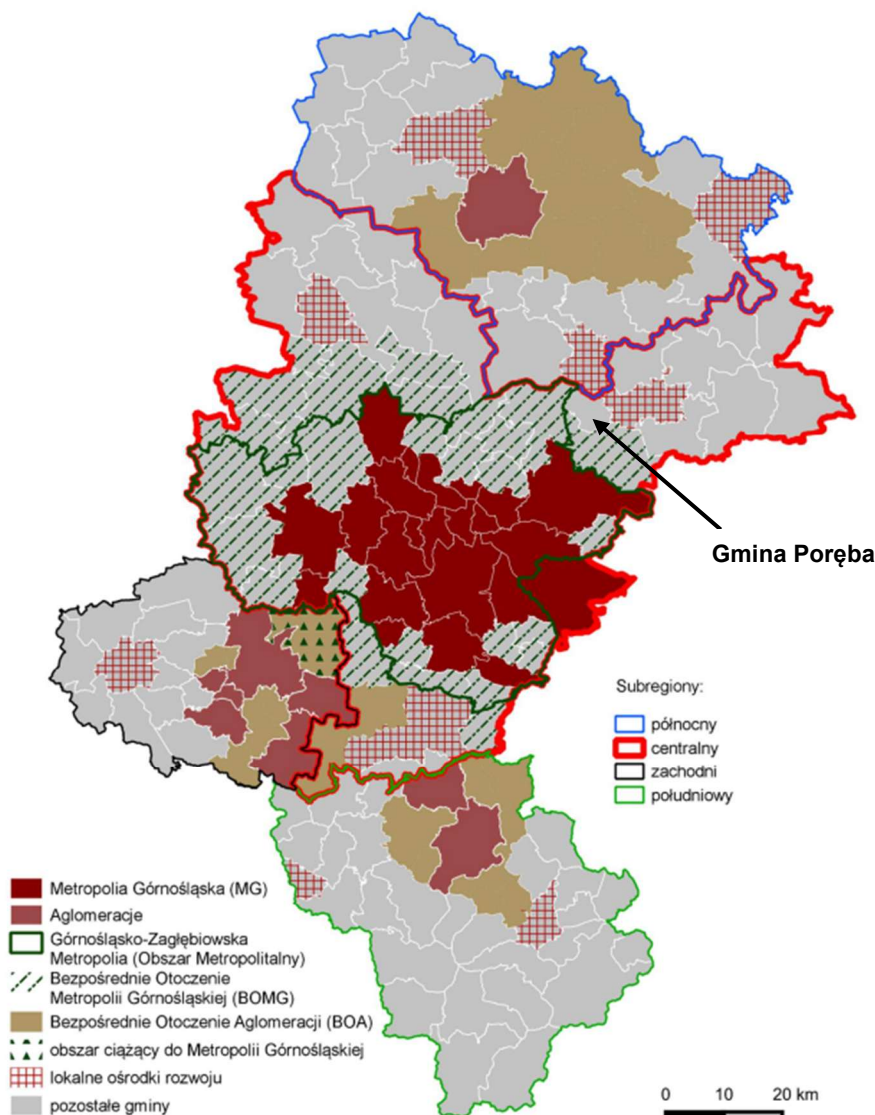 Gmina Poręba
Subregiony:
północny
centralny
zachodni
południowy
Metropolia Górnośląska (MG)
Aglomeracje
Górnośląsko-Zagłębiowska
Metropolia (Obszar Metropolitalny)
Bezpośrednie Otoczenie
Metropolii Górnośląskiej (BOMG)
Bezpośrednie Otoczenie Aglomeracji (BOA)
obszar ciążący do Metropolii Górnośląskiej
lokalne ośrodki rozwoju
pozostałe gminy
0 10 20 km